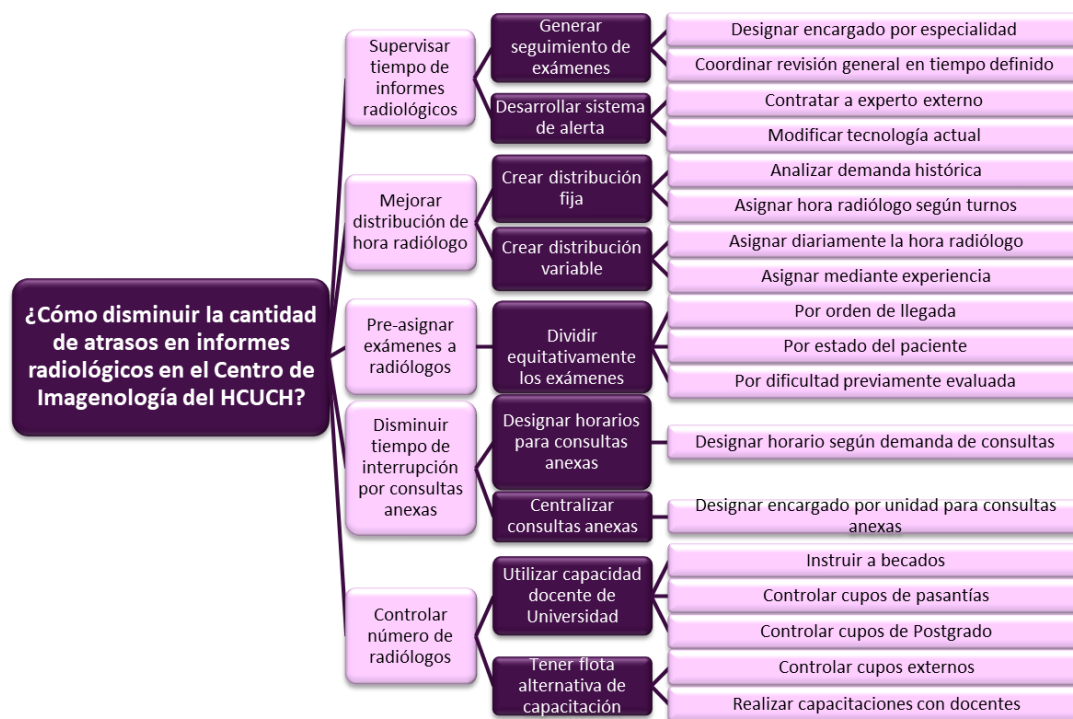 ¿Cómo disminuir la cantidad
de atrasos en informes
radiológicos en el Centro de
Imagenología del HCUCH?
Supervisar
tiempo de
informes
radiológicos
Generar
seguimiento de
exámenes
Designar encargado por especialidad
Coordinar revisión general en tiempo definido
Desarrollar sistema
de alerta
Contratar a experto externo
Modificar tecnología actual
Mejorar
distribución de
hora radiólogo
Crear distribución
fija
Analizar demanda histórica
Asignar hora radiólogo según turnos
Crear distribución
variable
Asignar diariamente la hora radiólogo
Asignar mediante experiencia
Pre-asignar
exámenes a
radiólogos
Dividir
equitativamente
los exámenes
Por orden de llegada
Por estado del paciente
Por dificultad previamente evaluada
Disminuir
tiempo de
interrupción
por consultas
anexas
Designar horarios
para consultas
anexas
Designar horario según demanda de consultas
Centralizar
consultas anexas
Designar encargado por unidad para consultas
anexas
Controlar
número de
radiólogos
Utilizar capacidad
docente de
Universidad
Instruir a becados
Controlar cupos de pasantías
Controlar cupos de Postgrado
Tener flota
alternativa de
capacitación
Controlar cupos externos
Realizar capacitaciones con docentes